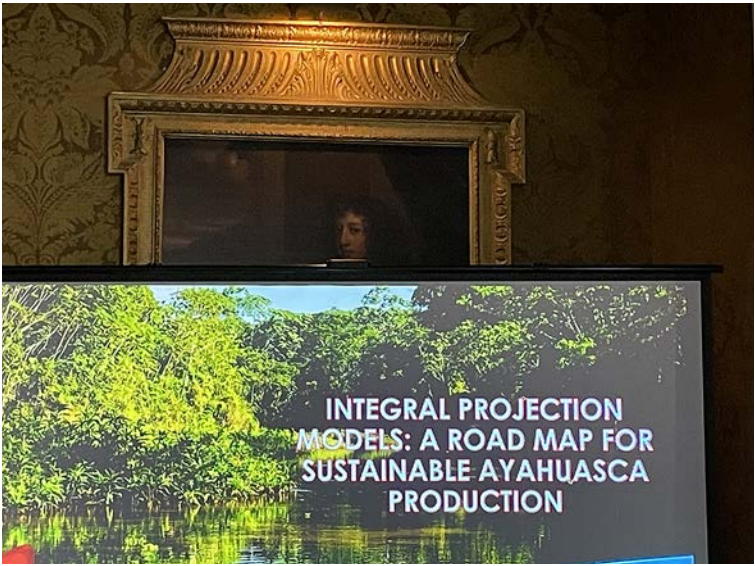 INTEGRAL PROJECTION
MODELS: A ROAD MAP FOR
SUSTAINABLE AYAHUASCA
PRODUCTION